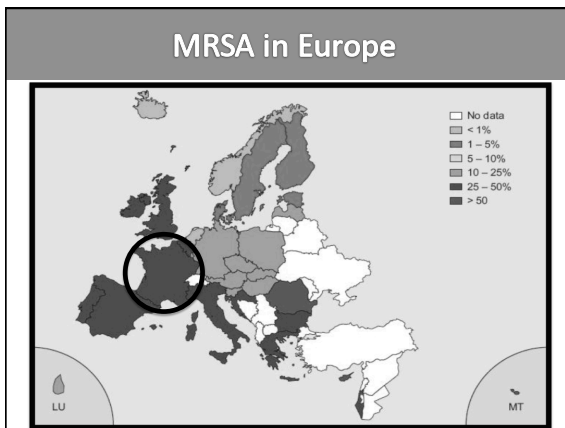 MRSA in Europe
No data
< 1%
1 – 5%
5 – 10%
10 – 25%
25 – 50%
> 50
LU
MT